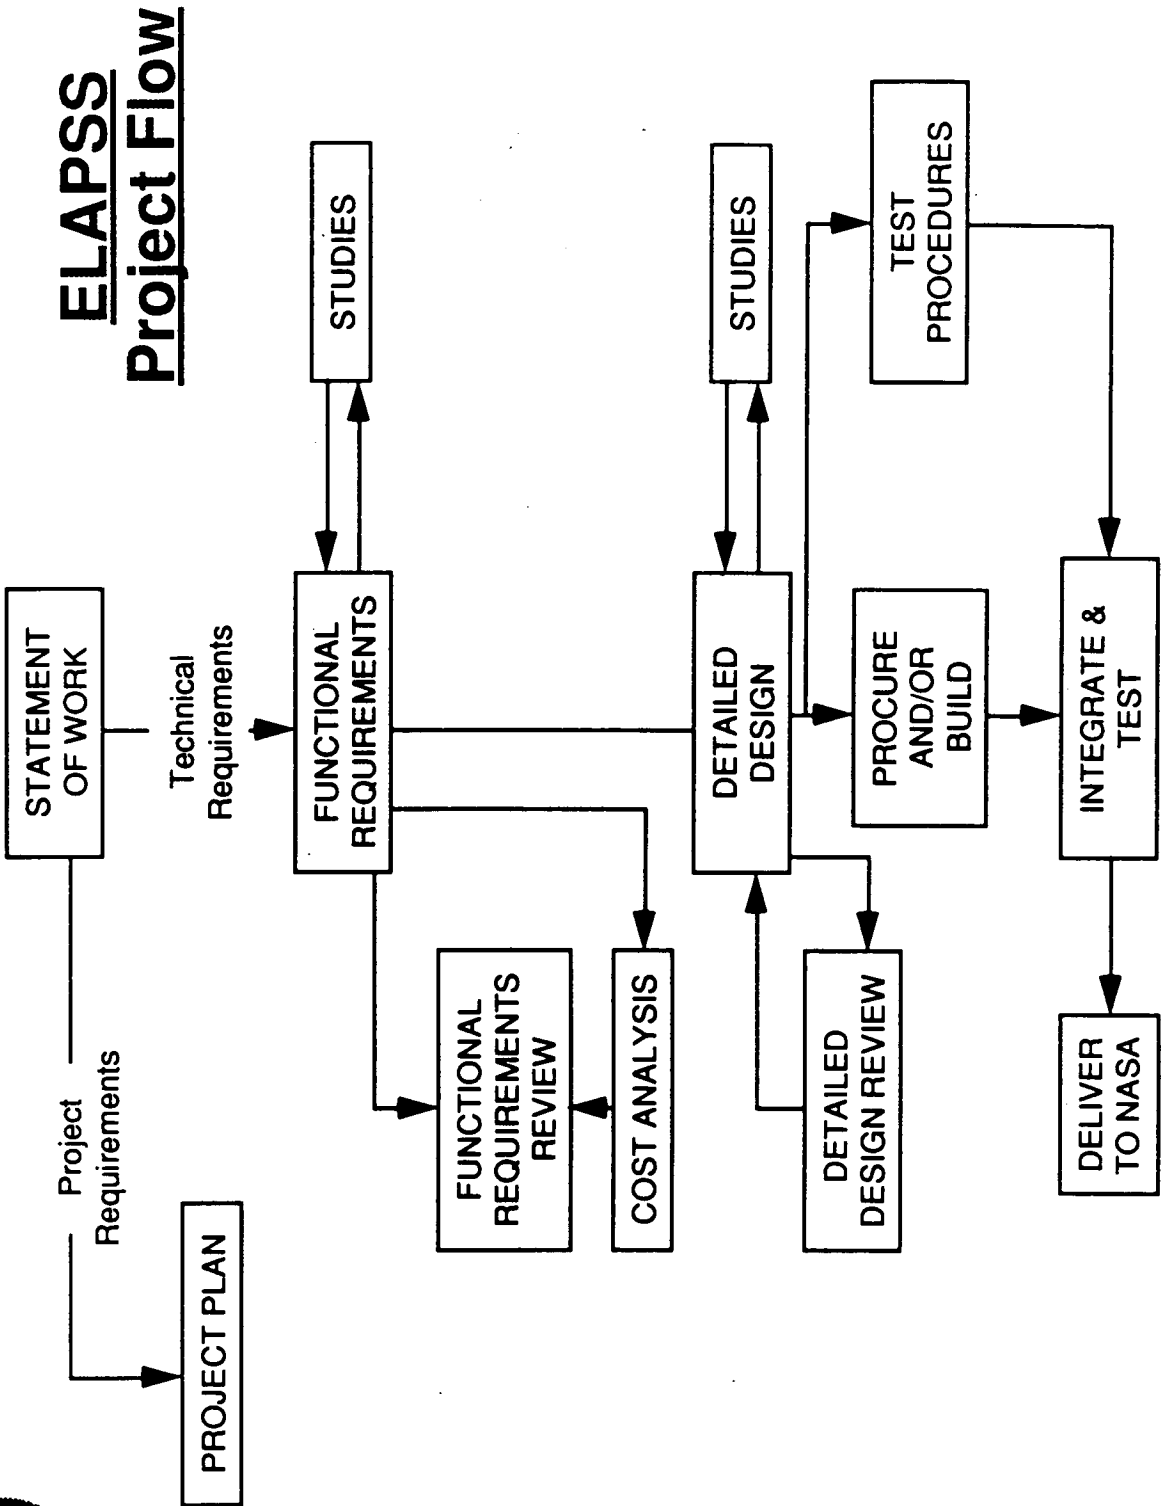 ELAPSS
Project Flow
STATEMENT
OF WORK
Project
Requirements
PROJECT PLAN
Technical
Requirements
FUNCTIONAL
REQUIREMENTS
STUDIES
FUNCTIONAL
REQUIREMENTS
REVIEW
COST ANALYSIS
DETAILED
DESIGN
STUDIES
DETAILED
DESIGN REVIEW
PROCURE
AND/OR
BUILD
TEST
PROCEDURES
INTEGRATE &
TEST
DELIVER
TO NASA